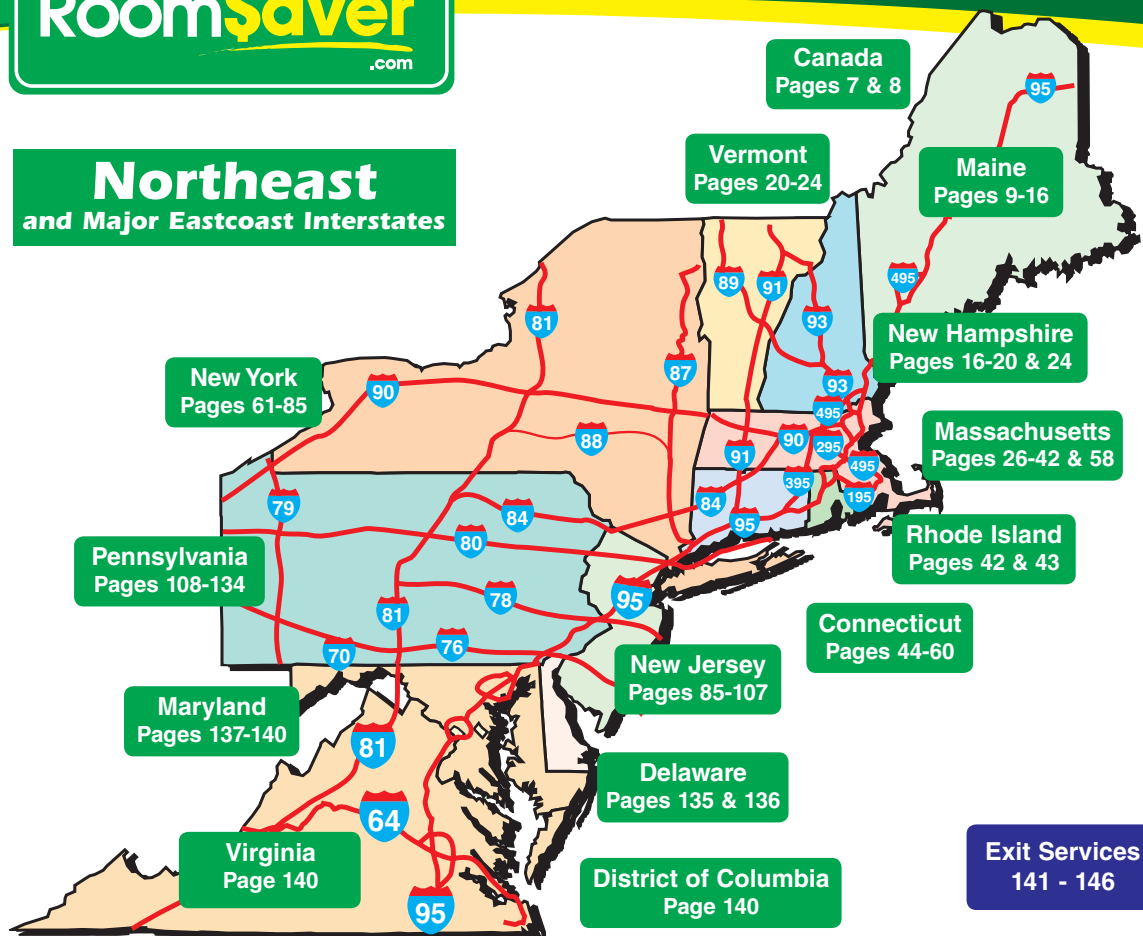 RoomSaver
.com
Northeast
and Major Eastcoast Interstates
Canada
Pages 7 & 8
95
Vermont
Pages 20-24
Maine
Pages 9-16
89
91
495
93
81
New Hampshire
Pages 16-20 & 24
87
New York
Pages 61-85
90
93
495
Massachusetts
Pages 26-42 & 58
88
90
295
91
495
395
195
84
95
79
84
Rhode Island
Pages 42 & 43
80
Pennsylvania
Pages 108-134
78
95
81
Connecticut
Pages 44-60
76
70
New Jersey
Pages 85-107
Maryland
Pages 137-140
81
Delaware
Pages 135 & 136
64
Virginia
Page 140
Exit Services
141 - 146
District of Columbia
Page 140
95